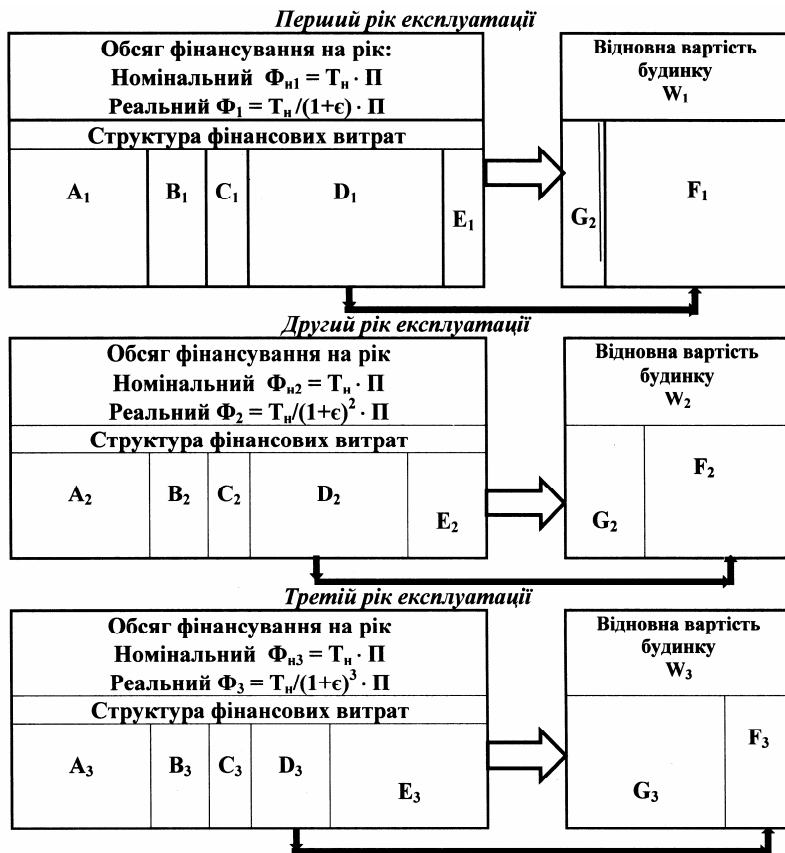 Перший рік експлуатації
Обсяг фінансування на рік:
Номінальний Фн1 = Тн · П
Реальний Ф1 = Тн/(1+є) · П
Структура фінансових витрат
A1 B1 C1 D1 E1
Відновна вартість
будинку
W1
G2 F1
Другий рік експлуатації
Обсяг фінансування на рік
Номінальний Фн2 = Тн · П
Реальний Ф2 = Тн/(1+є)² · П
Структура фінансових витрат
A2 B2 C2 D2 E2
Відновна вартість
будинку
W2
G2 F2
Третій рік експлуатації
Обсяг фінансування на рік
Номінальний Фн3 = Тн · П
Реальний Ф3 = Тн/(1+є)³ · П
Структура фінансових витрат
A3 B3 C3 D3 E3
Відновна вартість
будинку
W3
G3 F3